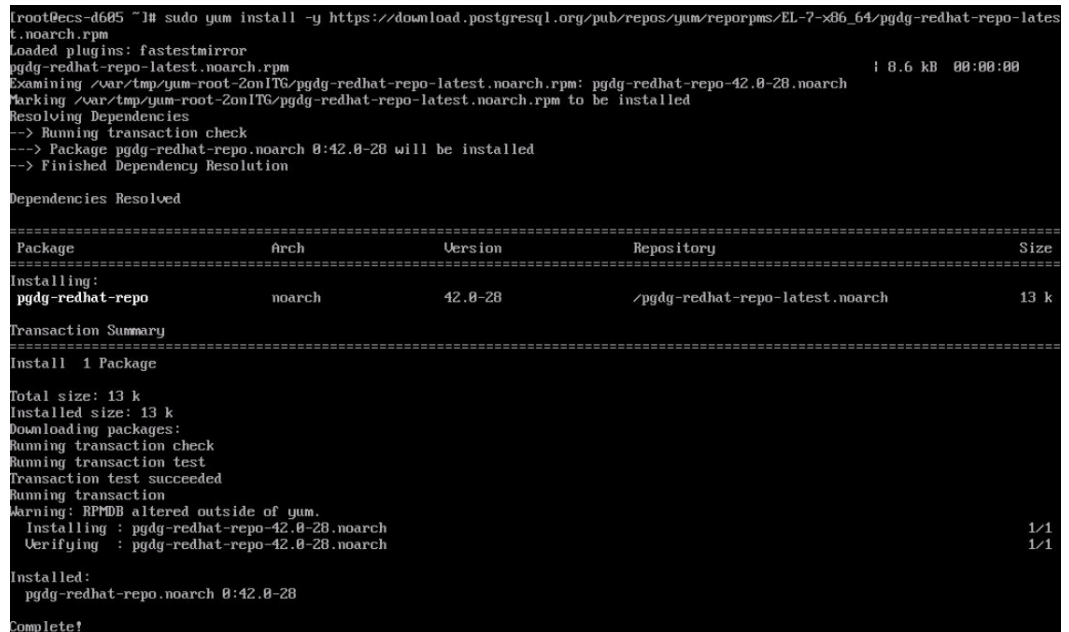 [root@ecs-d605 ~]# sudo yum install -y https://download.postgresql.org/pub/repos/yum/reporpms/EL-7-x86_64/pgdg-redhat-repo-lates
t.noarch.rpm
Loaded plugins: fastestmirror
pgdg-redhat-repo-latest.noarch.rpm | 8.6 kB 00:00:00
Examining /var/tmp/yum-root-2onITG/pgdg-redhat-repo-latest.noarch.rpm: pgdg-redhat-repo-42.0-28.noarch
Marking /var/tmp/yum-root-2onITG/pgdg-redhat-repo-latest.noarch.rpm to be installed
Resolving Dependencies
--> Running transaction check
---> Package pgdg-redhat-repo.noarch 0:42.0-28 will be installed
--> Finished Dependency Resolution
Dependencies Resolved
Package Arch Version Repository Size
Installing:
pgdg-redhat-repo noarch 42.0-28 /pgdg-redhat-repo-latest.noarch 13 k
Transaction Summary
Install 1 Package
Total size: 13 k
Installed size: 13 k
Downloading packages:
Running transaction check
Running transaction test
Transaction test succeeded
Running transaction
Warning: RPMDB altered outside of yum.
Installing : pgdg-redhat-repo-42.0-28.noarch 1/1
Verifying : pgdg-redhat-repo-42.0-28.noarch 1/1
Installed:
pgdg-redhat-repo.noarch 0:42.0-28
Complete!